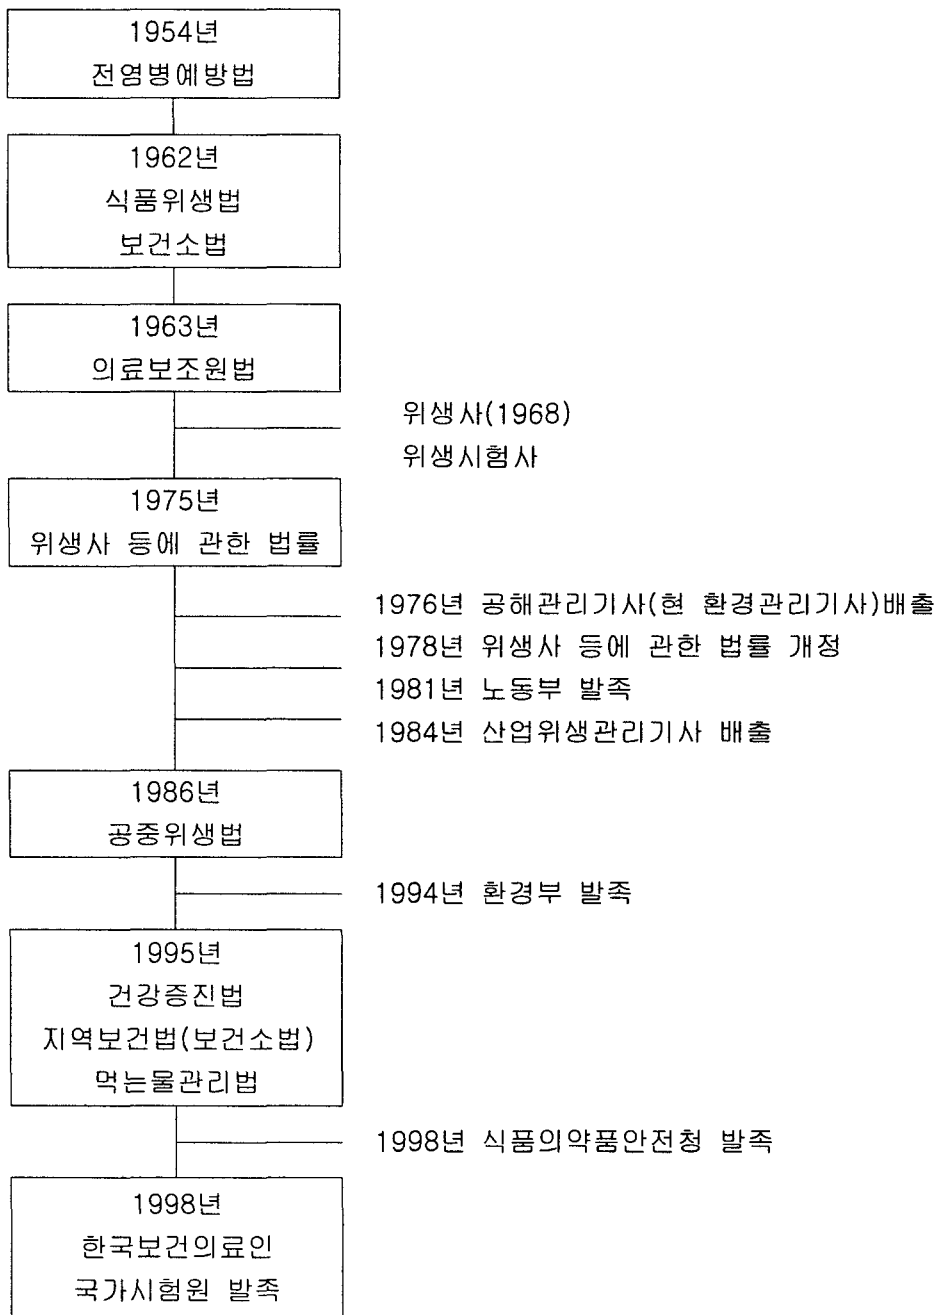 1954년
전염병예방법
1962년
식품위생법
보건소법
1963년
의료보조원법
위생사(1968)
위생시험사
1975년
위생사 등에 관한 법률
1976년 공해관리기사(현 환경관리기사)배출
1978년 위생사 등에 관한 법률 개정
1981년 노동부 발족
1984년 산업위생관리기사 배출
1986년
공중위생법
1994년 환경부 발족
1995년
건강증진법
지역보건법(보건소법)
먹는물관리법
1998년 식품의약품안전청 발족
1998년
한국보건의료인
국가시험원 발족